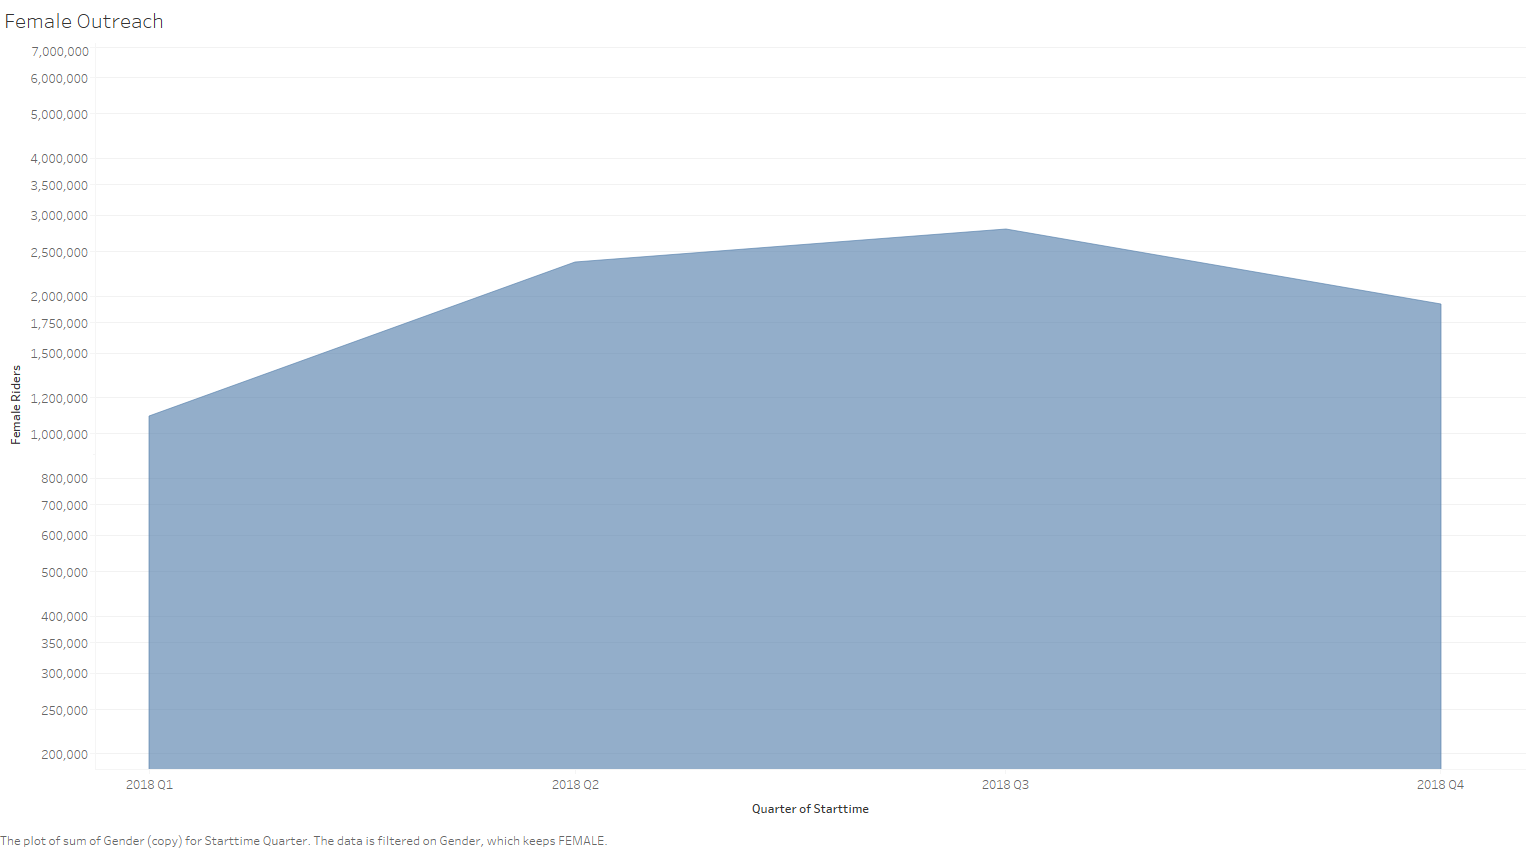 Female Outreach
7,000,000
6,000,000
5,000,000
4,000,000
3,500,000
3,000,000
2,500,000
2,000,000
1,750,000
1,500,000
1,200,000
1,000,000
800,000
700,000
600,000
500,000
400,000
350,000
300,000
250,000
200,000
Female Riders
2018 Q1
2018 Q2
2018 Q3
2018 Q4
Quarter of Starttime
The plot of sum of Gender (copy) for Starttime Quarter. The data is filtered on Gender, which keeps FEMALE.